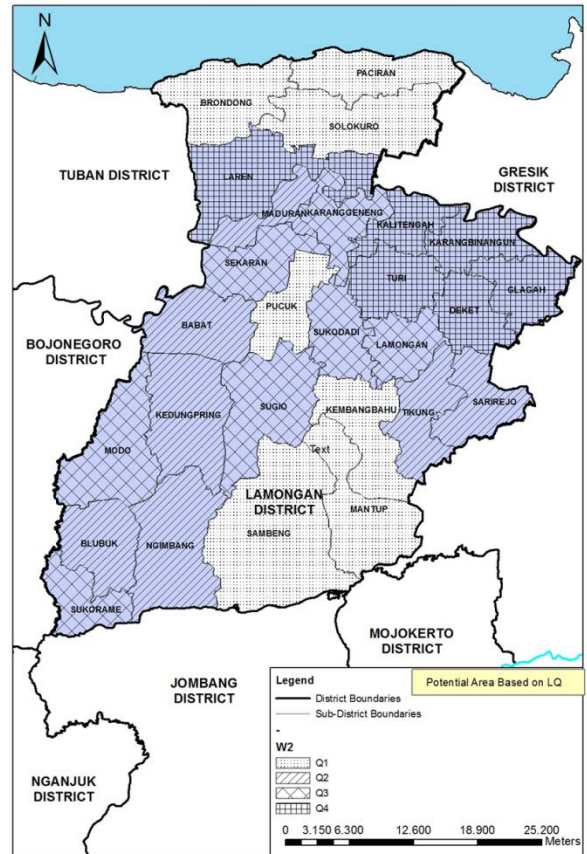 N
PACIRAN
BRONDONG
SOLOKURO
TUBAN DISTRICT
GRESIK
DISTRICT
LAREN
MADURAN
KARANGGENENG
KALITENGAH
KARANGBINANGUN
SEKARAN
TURI
GLAGAH
PUCUK
DEKET
BABAT
SUKODADI
LAMONGAN
BOJONEGORO
DISTRICT
KEDUNGPRING
SUGIO
KEMBANGBAHU
TIKUNG
SARIREJO
MODO
Text
LAMONGAN
DISTRICT
MANTUP
SAMBENG
BLUBUK
NGIMBANG
SUKORAME
MOJOKERTO
DISTRICT
JOMBANG
DISTRICT
NGANJUK
DISTRICT
Legend
Potential Area Based on LQ
District Boundaries
Sub-District Boundaries
-
W2
Q1
Q2
Q3
Q4
0 3.150 6.300 12.600 18.900 25.200
Meters